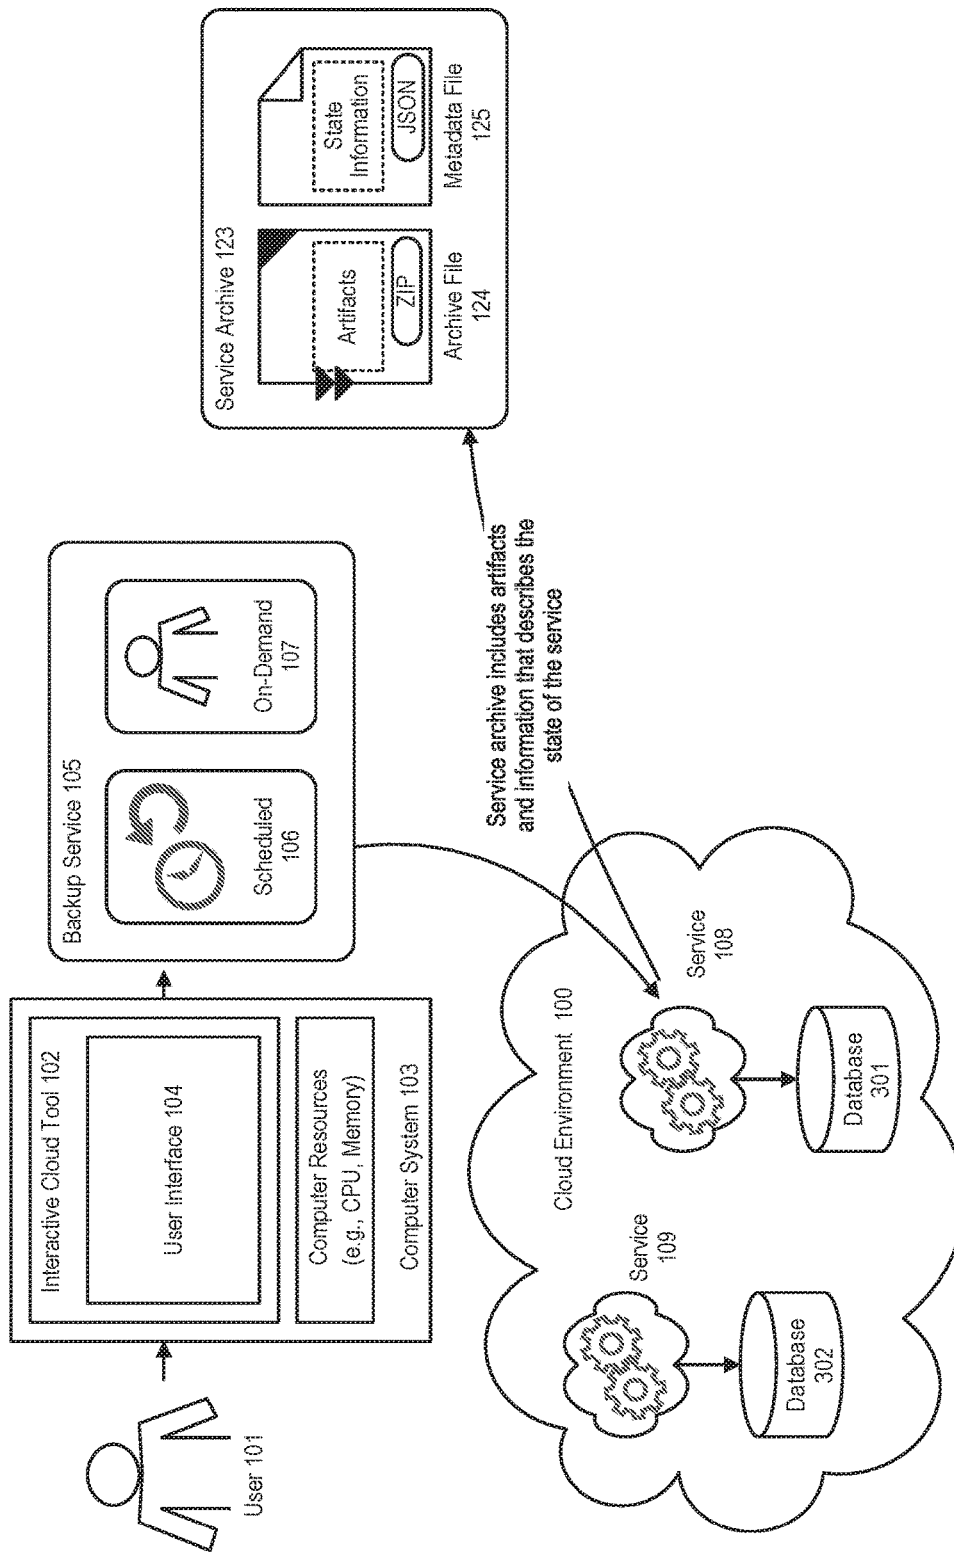 User 101
Interactive Cloud Tool 102
User Interface 104
Computer Resources
(e.g., CPU, Memory)
Computer System 103
Backup Service 105
Scheduled
106
On-Demand
107
Service Archive 123
Artifacts
ZIP
Archive File
124
State
Information
JSON
Metadata File
125
Service archive includes artifacts
and information that describes the
state of the service
Cloud Environment 100
Service
109
Database
302
Service
108
Database
301